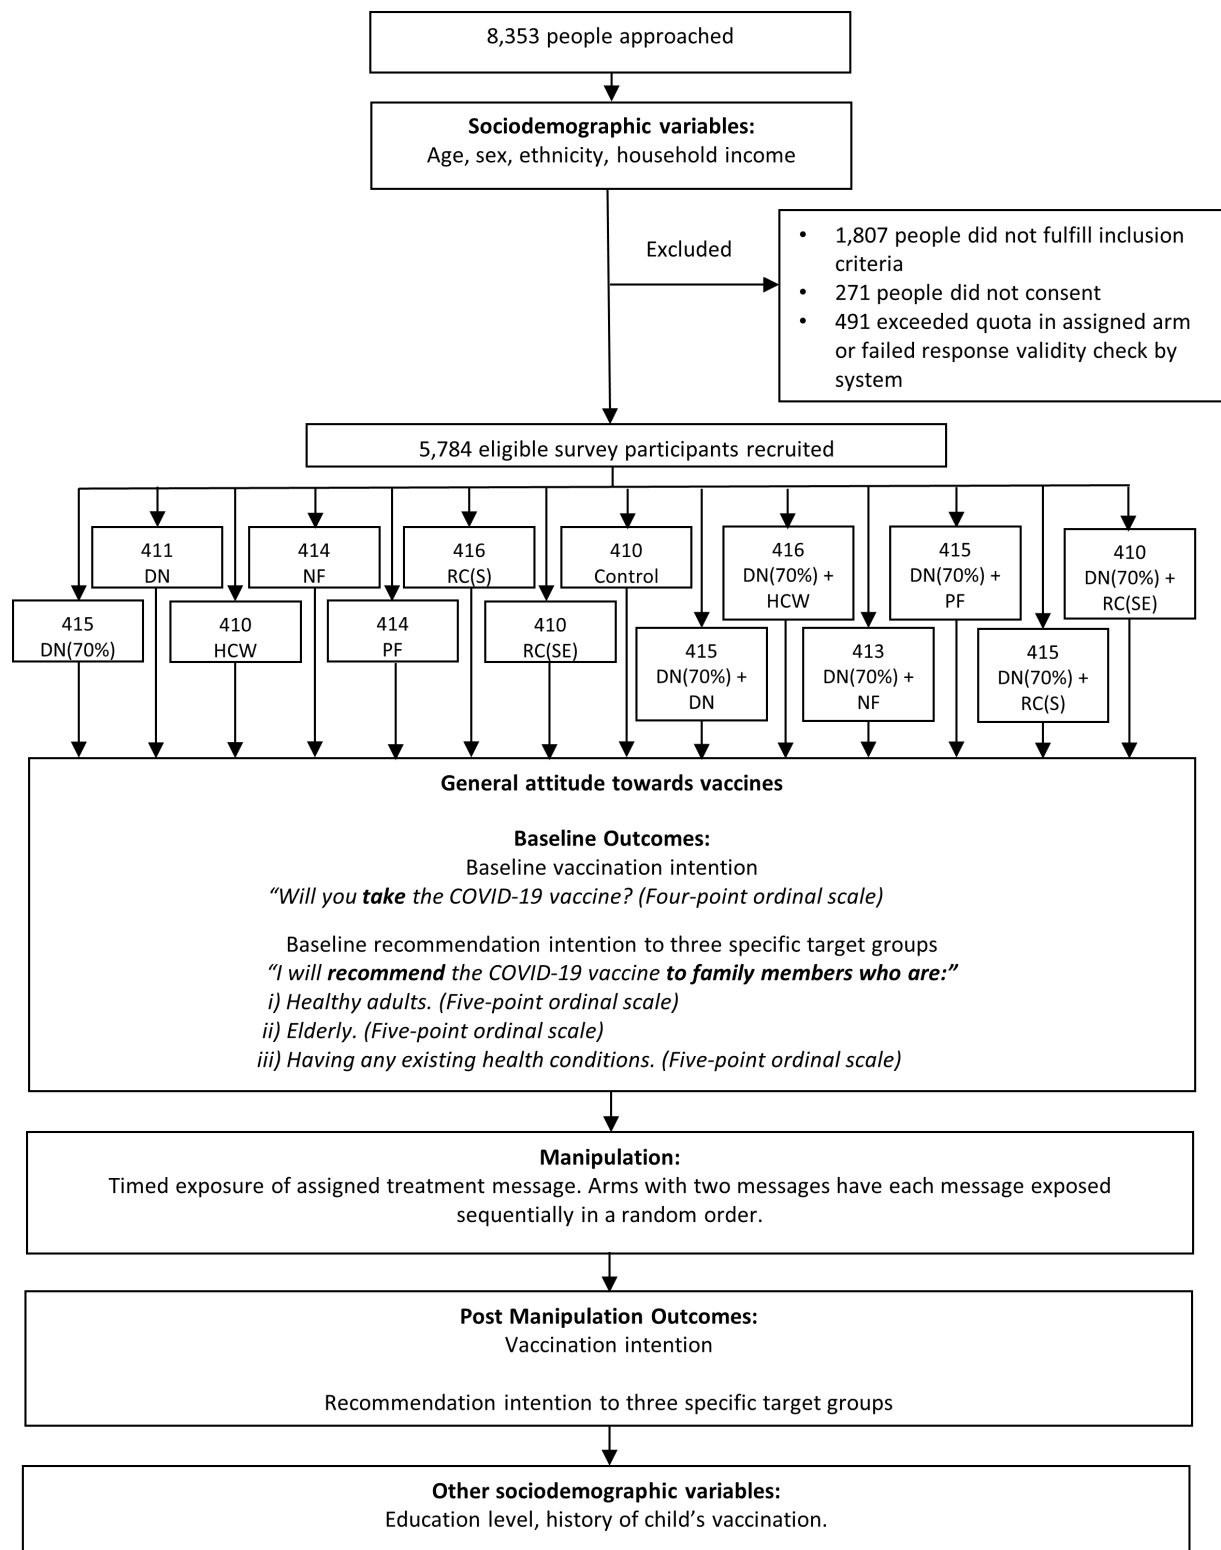 8,353 people approached
Sociodemographic variables:
Age, sex, ethnicity, household income
Excluded
• 1,807 people did not fulfill inclusion
criteria
• 271 people did not consent
• 491 exceeded quota in assigned arm
or failed response validity check by
system
5,784 eligible survey participants recruited
415
DN(70%)
411
DN
410
HCW
414
NF
414
PF
416
RC(S)
410
RC(SE)
410
Control
415
DN(70%) +
DN
416
DN(70%) +
HCW
413
DN(70%) +
NF
415
DN(70%) +
PF
415
DN(70%) +
RC(S)
410
DN(70%) +
RC(SE)
General attitude towards vaccines
Baseline Outcomes:
Baseline vaccination intention
“Will you take the COVID-19 vaccine? (Four-point ordinal scale)
Baseline recommendation intention to three specific target groups
“I will recommend the COVID-19 vaccine to family members who are:”
i) Healthy adults. (Five-point ordinal scale)
ii) Elderly. (Five-point ordinal scale)
iii) Having any existing health conditions. (Five-point ordinal scale)
Manipulation:
Timed exposure of assigned treatment message. Arms with two messages have each message exposed
sequentially in a random order.
Post Manipulation Outcomes:
Vaccination intention
Recommendation intention to three specific target groups
Other sociodemographic variables:
Education level, history of child’s vaccination.